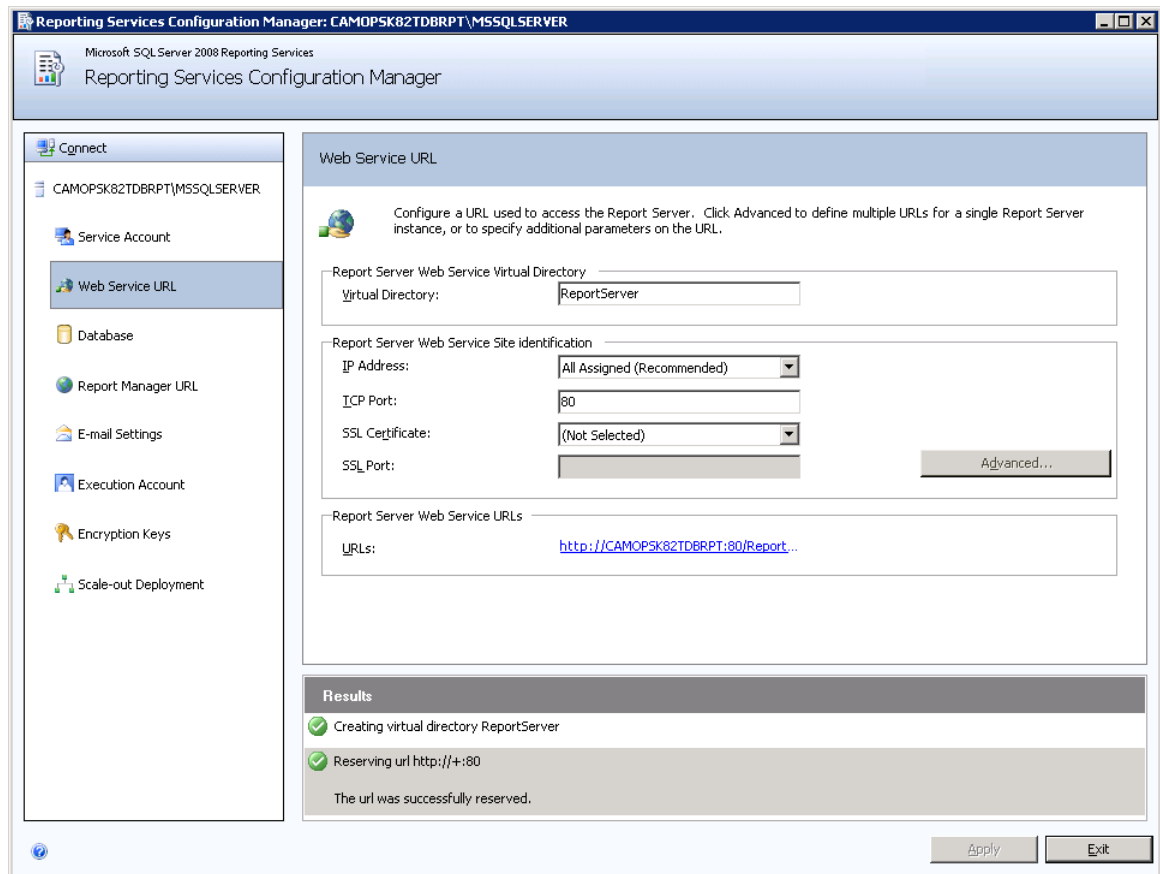 Reporting Services Configuration Manager: CAMOPSK82TDBRPT\MSSQLSERVER
Microsoft SQL Server 2008 Reporting Services
Reporting Services Configuration Manager
Connect
CAMOPSK82TDBRPT\MSSQLSERVER
Service Account
Web Service URL
Database
Report Manager URL
E-mail Settings
Execution Account
Encryption Keys
Scale-out Deployment
Web Service URL
Configure a URL used to access the Report Server. Click Advanced to define multiple URLs for a single Report Server
instance, or to specify additional parameters on the URL.
Report Server Web Service Virtual Directory
Virtual Directory: ReportServer
Report Server Web Service Site identification
IP Address: All Assigned (Recommended)
TCP Port: 80
SSL Certificate: (Not Selected)
SSL Port:
Advanced...
Report Server Web Service URLs
URLs: http://CAMOPSK82TDBRPT:80/Report...
Results
Creating virtual directory ReportServer
Reserving url http://+:80
The url was successfully reserved.
Apply
Exit